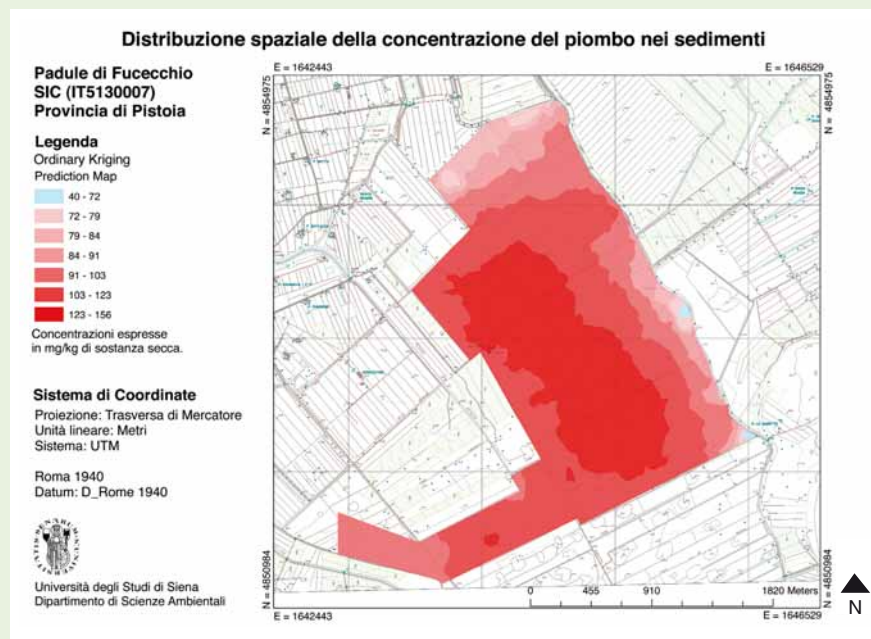 Distribuzione spaziale della concentrazione del piombo nei sedimenti
Padule di Fucecchio
SIC (IT5130007)
Provincia di Pistoia
Legenda
Ordinary Kriging
Prediction Map
40 - 72
72 - 79
79 - 84
84 - 91
91 - 103
103 - 123
123 - 156
Concentrazioni espresse
in mg/kg di sostanza secca.
Sistema di Coordinate
Proiezione: Trasversa di Mercatore
Unità lineare: Metri
Sistema: UTM
Roma 1940
Datum: D_Rome 1940
Università degli Studi di Siena
Dipartimento di Scienze Ambientali
E = 1642443
E = 1646529
N = 4854975
N = 4854975
N = 4850984
N = 4850984
0 455 910 1820 Meters
E = 1642443
E = 1646529
N